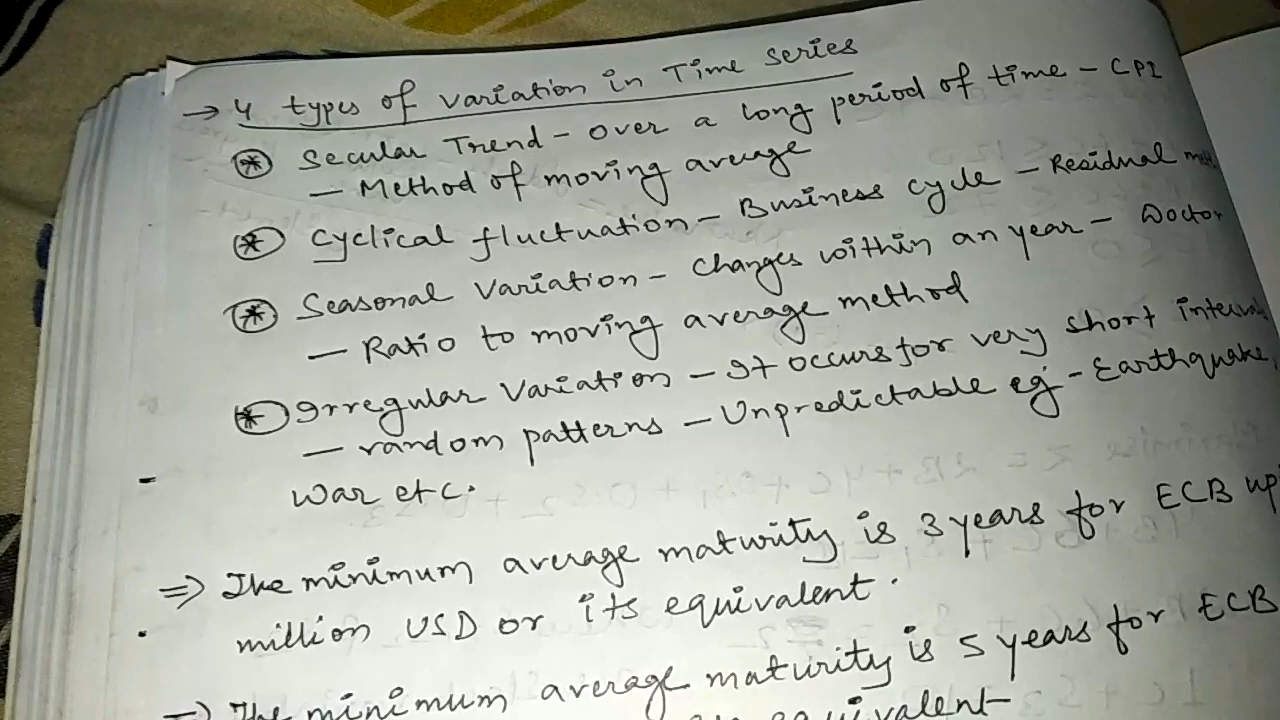 → 4 types of variation in Time series
* Secular Trend - Over a long period of time - CPI
- Method of moving average
* Cyclical fluctuation - Business cycle - Residual
* Seasonal Variation - Changes within an year - Doctor
- Ratio to moving average method
* Irregular Variation - It occurs for very short interval
- random patterns - Unpredictable eg - Earthquake,
War etc.
⇒ The minimum average maturity is 3 years for ECB up
million USD or its equivalent.
⇒ The minimum average maturity is 5 years for ECB
equivalent